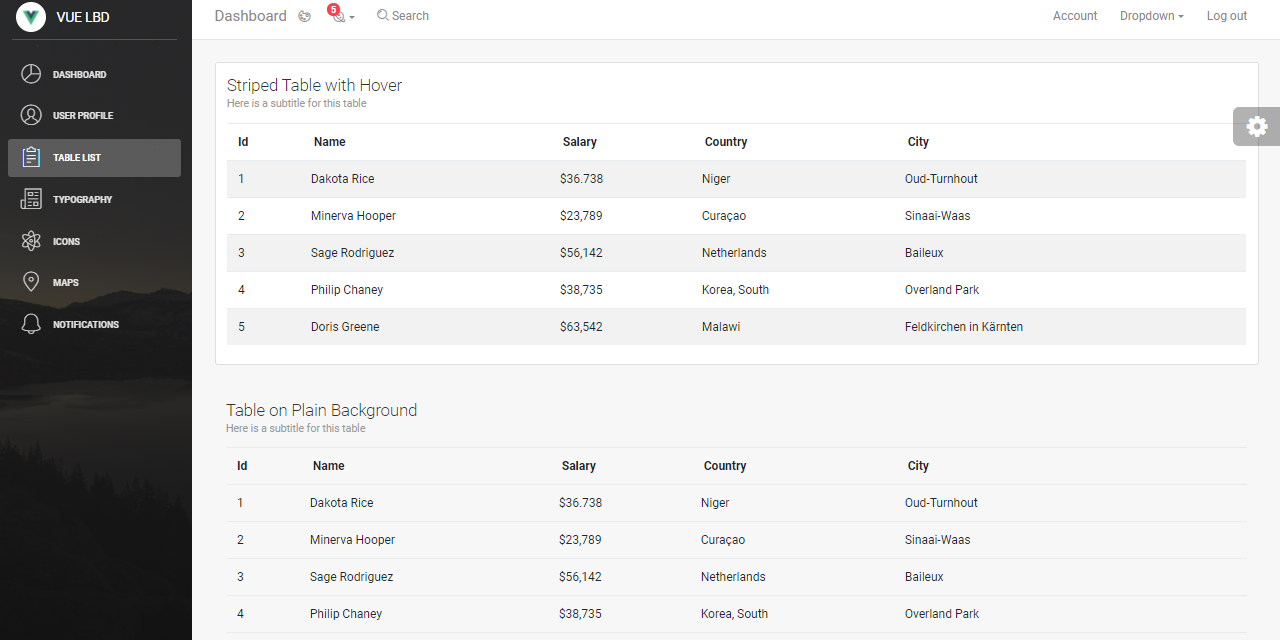 VUE LBD
DASHBOARD
USER PROFILE
TABLE LIST
TYPOGRAPHY
ICONS
MAPS
NOTIFICATIONS
Dashboard 5 Search Account Dropdown Log out
Striped Table with Hover
Here is a subtitle for this table
Id Name Salary Country City
1 Dakota Rice $36.738 Niger Oud-Turnhout
2 Minerva Hooper $23,789 Curaçao Sinaai-Waas
3 Sage Rodriguez $56,142 Netherlands Baileux
4 Philip Chaney $38,735 Korea, South Overland Park
5 Doris Greene $63,542 Malawi Feldkirchen in Kärnten
Table on Plain Background
Here is a subtitle for this table
Id Name Salary Country City
1 Dakota Rice $36.738 Niger Oud-Turnhout
2 Minerva Hooper $23,789 Curaçao Sinaai-Waas
3 Sage Rodriguez $56,142 Netherlands Baileux
4 Philip Chaney $38,735 Korea, South Overland Park